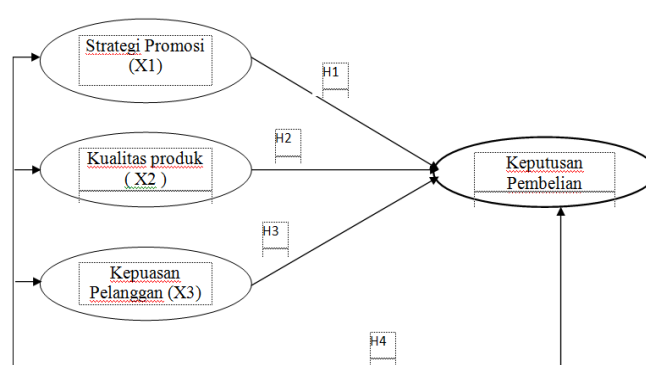 Strategi Promosi
(X1)
H1
H2
Kualitas produk
( X2 )
Keputusan
Pembelian
H3
Kepuasan
Pelanggan (X3)
H4